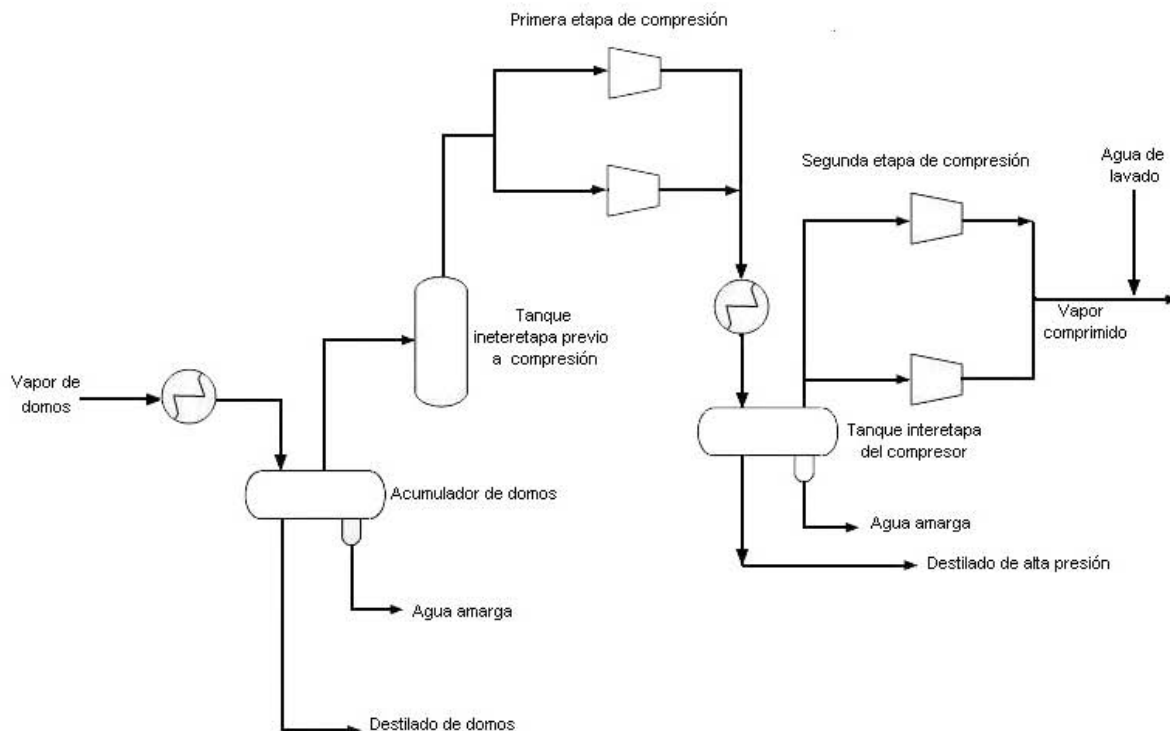 Primera etapa de compresión
Segunda etapa de compresión
Agua de
lavado
Tanque
ineteretapa previo
a compresión
Vapor
comprimido
Vapor de
domos
Tanque interetapa
del compresor
Acumulador de domos
Agua amarga
Destilado de alta presión
Agua amarga
Destilado de domos